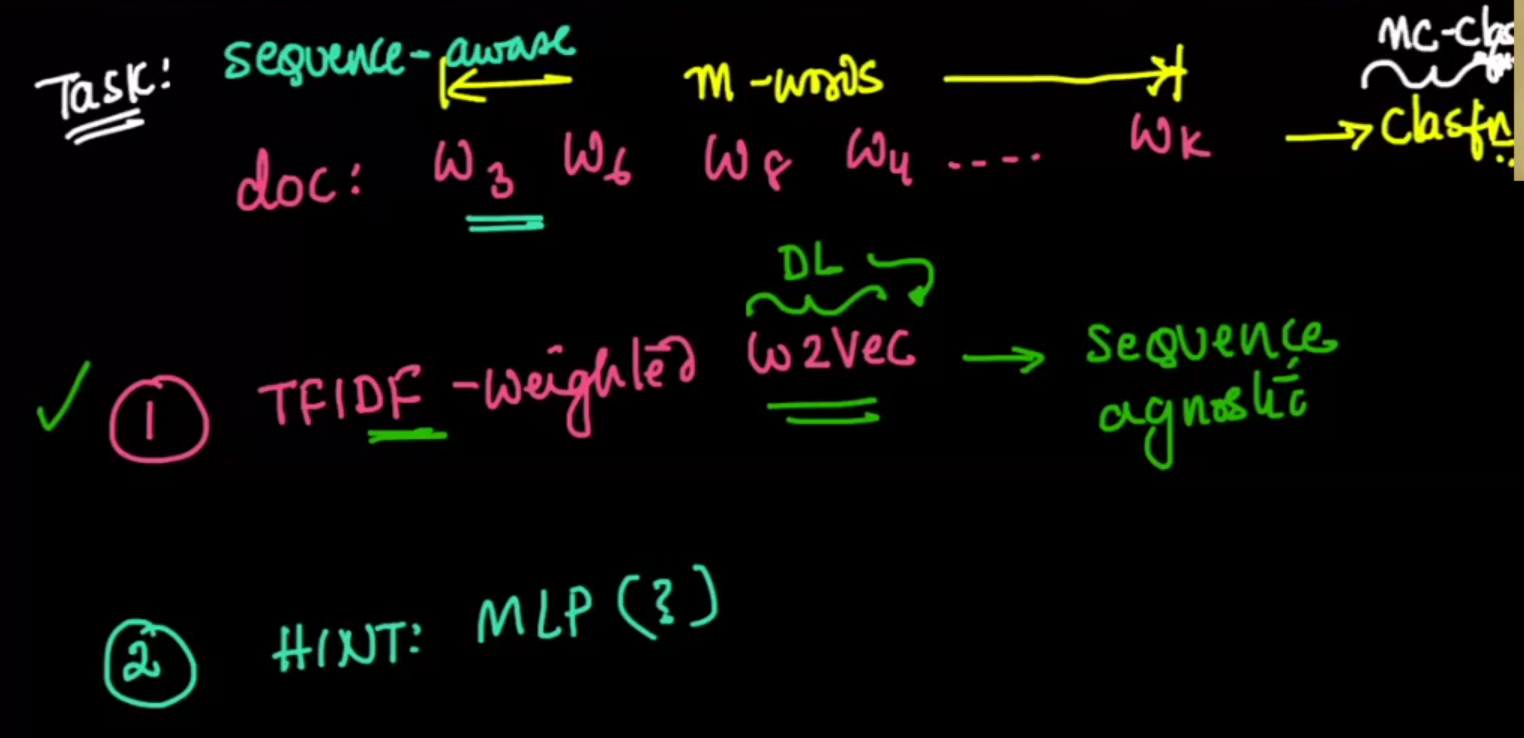 Task: sequence-aware
m-words
MC-Clas
doc: w3 w6 w8 w4 ..... wk → Clasfn
DL
① TFIDF-weighted w2vec → sequence
agnostic
② HINT: MLP (?)